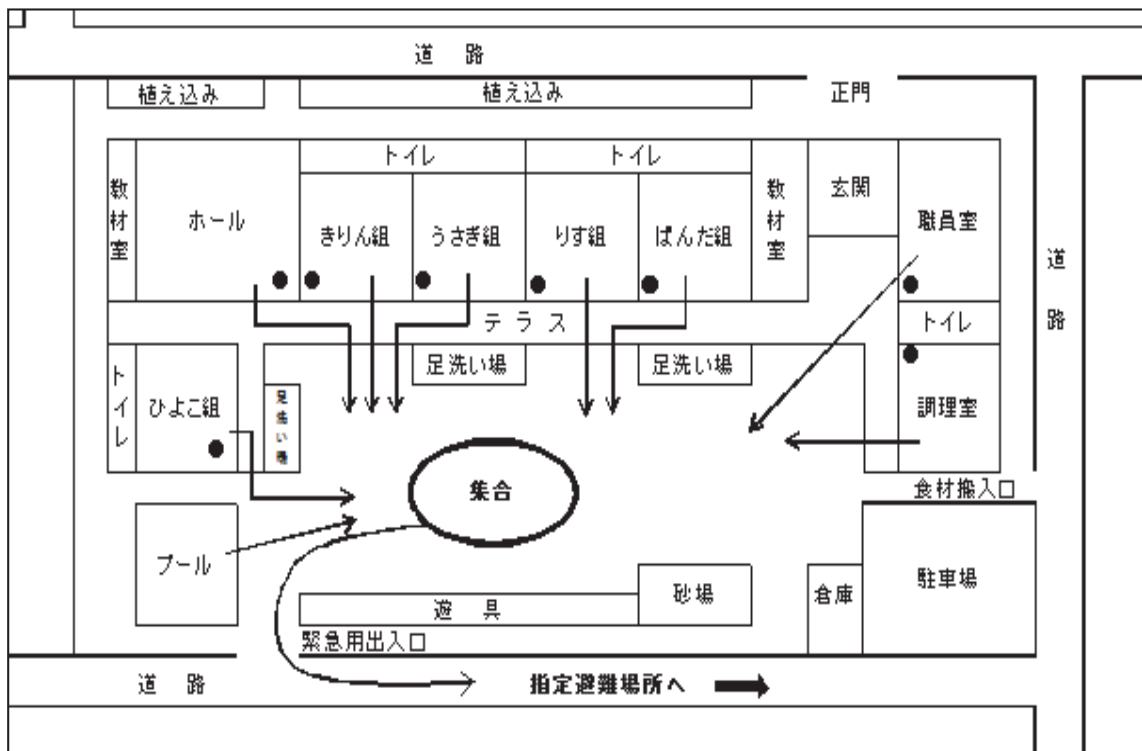 道 路
植え込み
植え込み
正門
トイレ
トイレ
教材室
ホール
きりん組
うさぎ組
りす組
ぱんだ組
教材室
玄関
職員室
道路
テラス
トイレ
足洗い場
足洗い場
トイレ
ひよこ組
足洗い場
調理室
集合
食材搬入口
プール
砂場
倉庫
駐車場
遊 具
緊急用出入口
道 路
指定避難場所へ